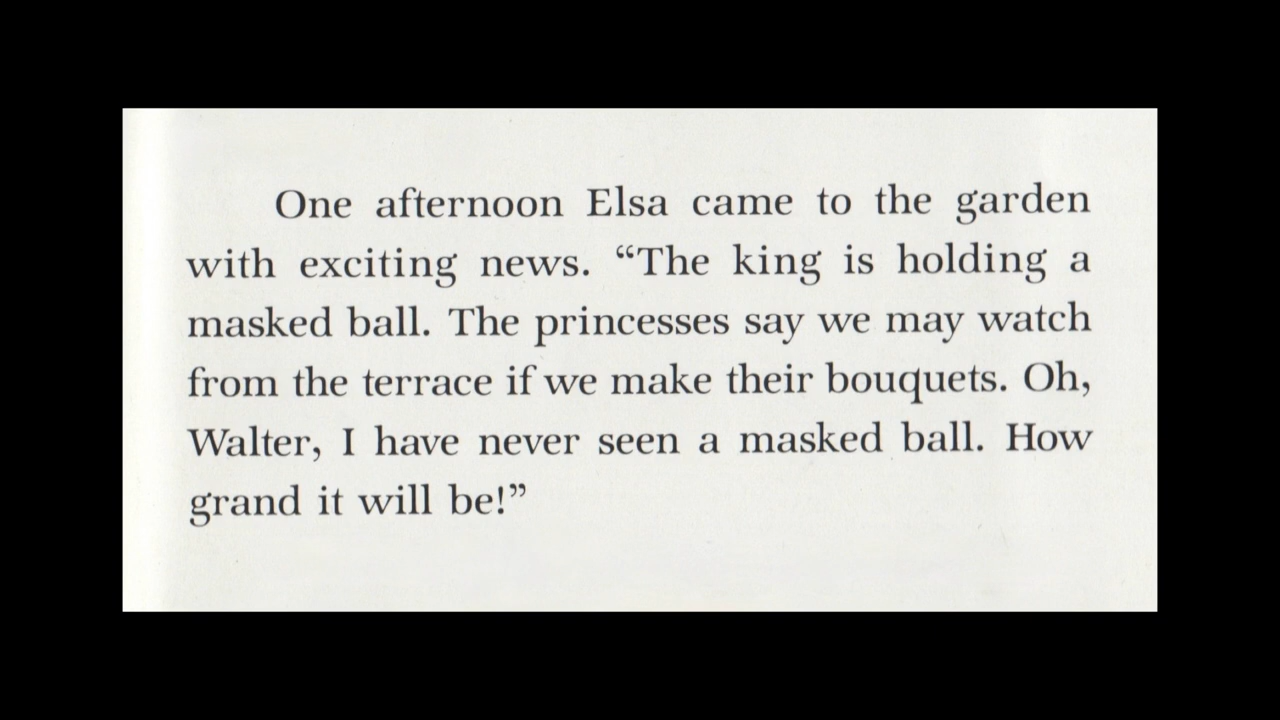 One afternoon Elsa came to the garden
with exciting news. “The king is holding a
masked ball. The princesses say we may watch
from the terrace if we make their bouquets. Oh,
Walter, I have never seen a masked ball. How
grand it will be!”